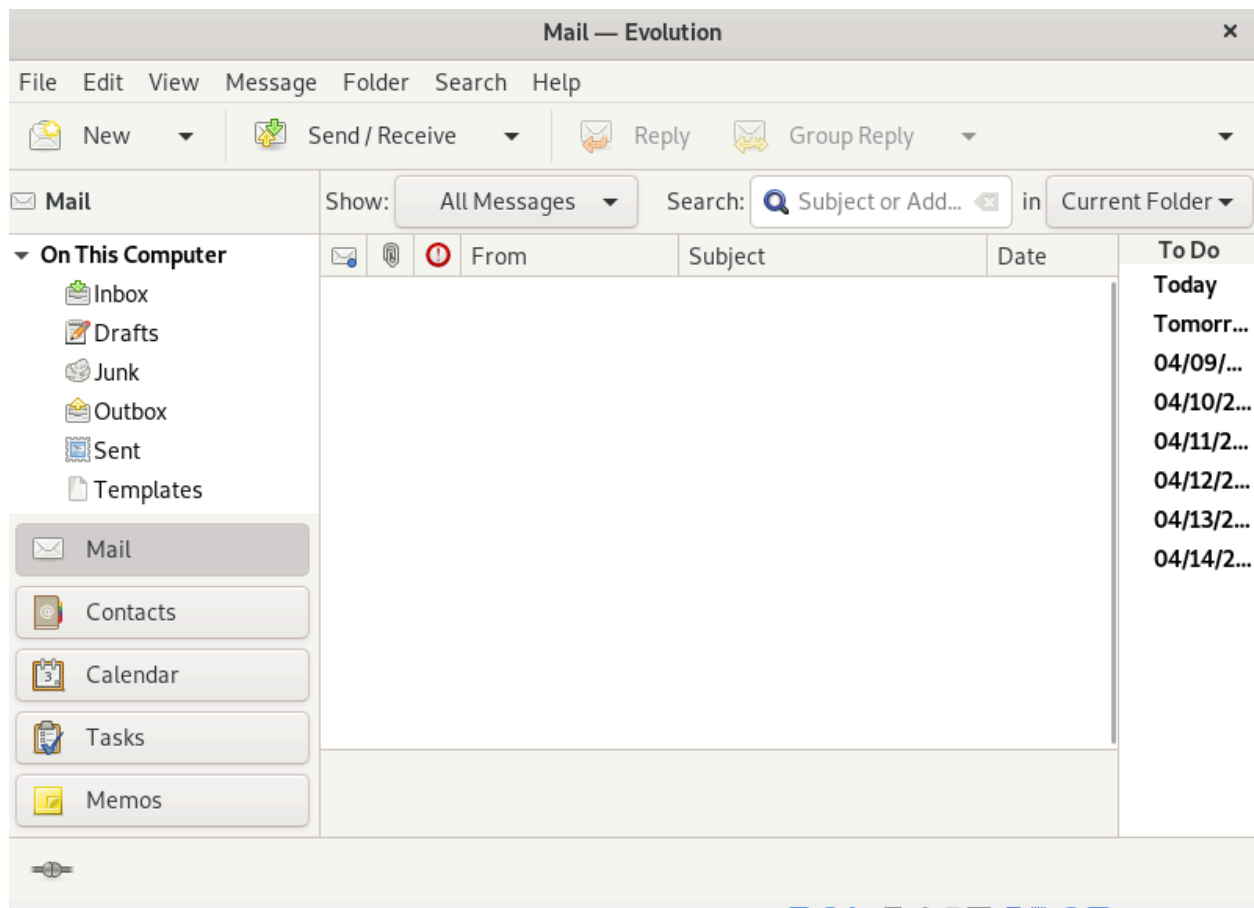 Mail — Evolution ×
File Edit View Message Folder Search Help
New Send / Receive Reply Group Reply
Mail Show: All Messages Search: Subject or Add... in Current Folder
On This Computer
Inbox
Drafts
Junk
Outbox
Sent
Templates
Mail
Contacts
Calendar
Tasks
Memos
From Subject Date
To Do
Today
Tomorr...
04/09/...
04/10/2...
04/11/2...
04/12/2...
04/13/2...
04/14/2...